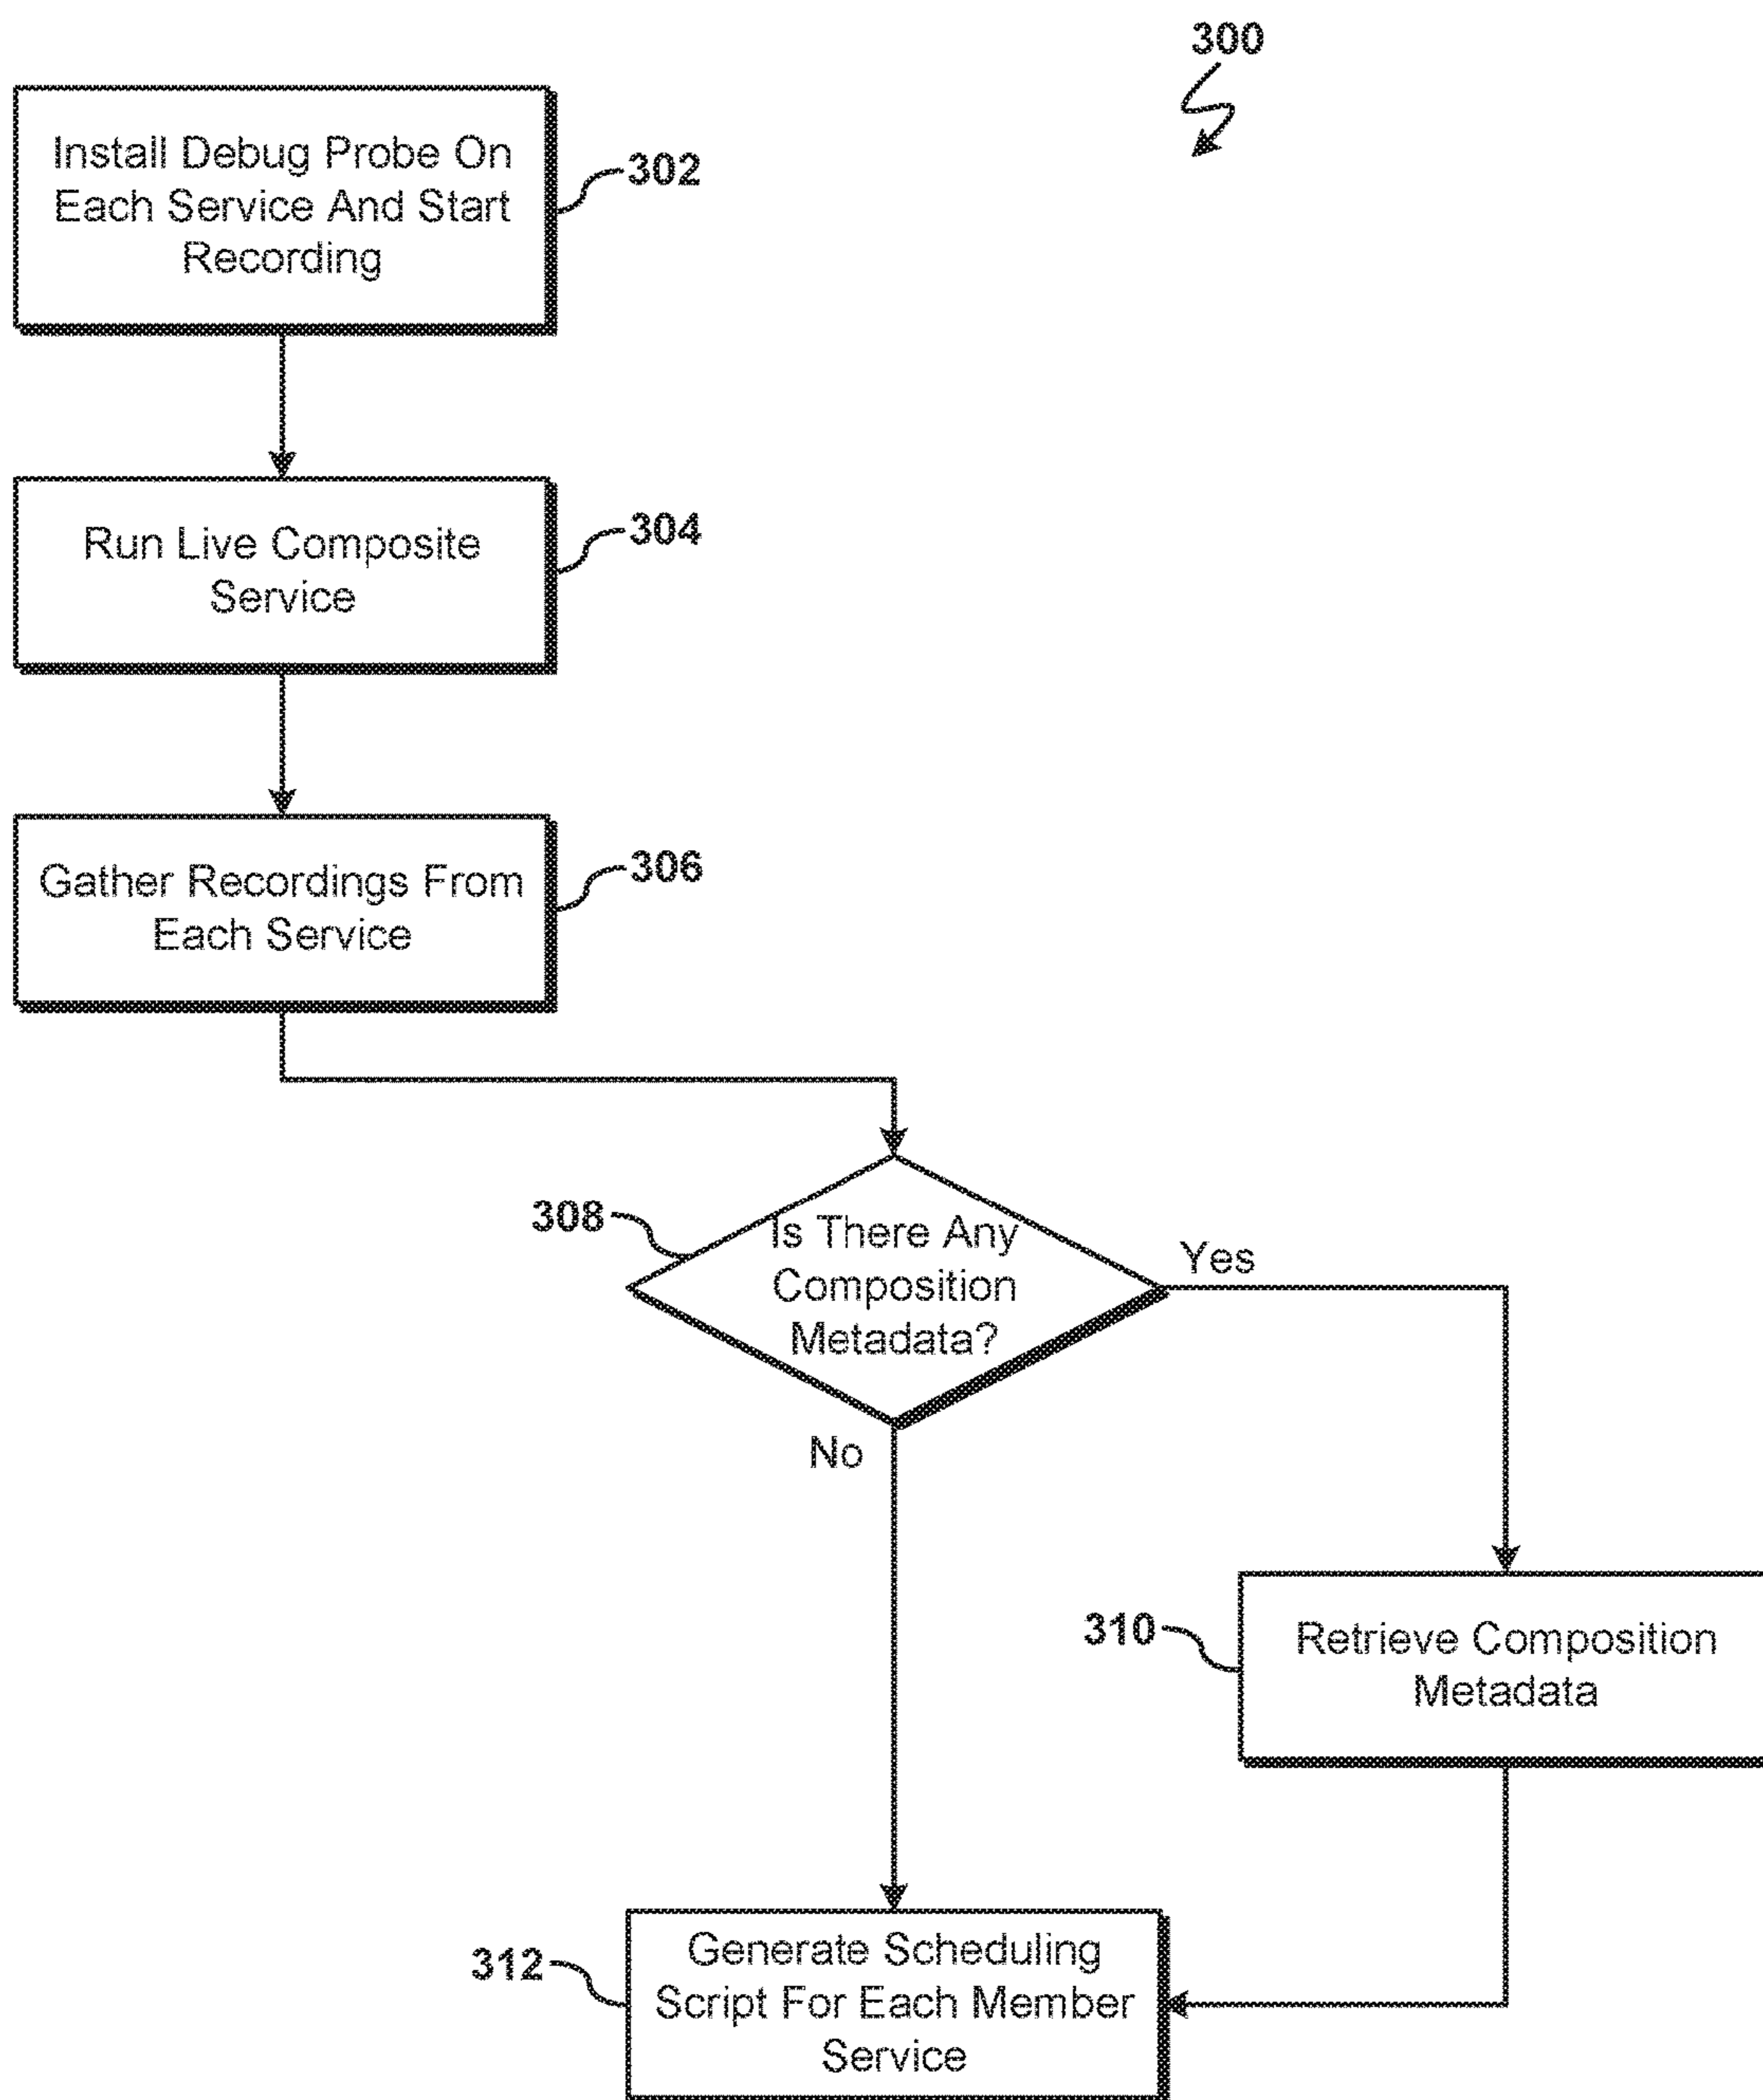 300
Install Debug Probe On
Each Service And Start
Recording
302
Run Live Composite
Service
304
Gather Recordings From
Each Service
306
308
Is There Any
Composition
Metadata?
Yes
No
310
Retrieve Composition
Metadata
312
Generate Scheduling
Script For Each Member
Service